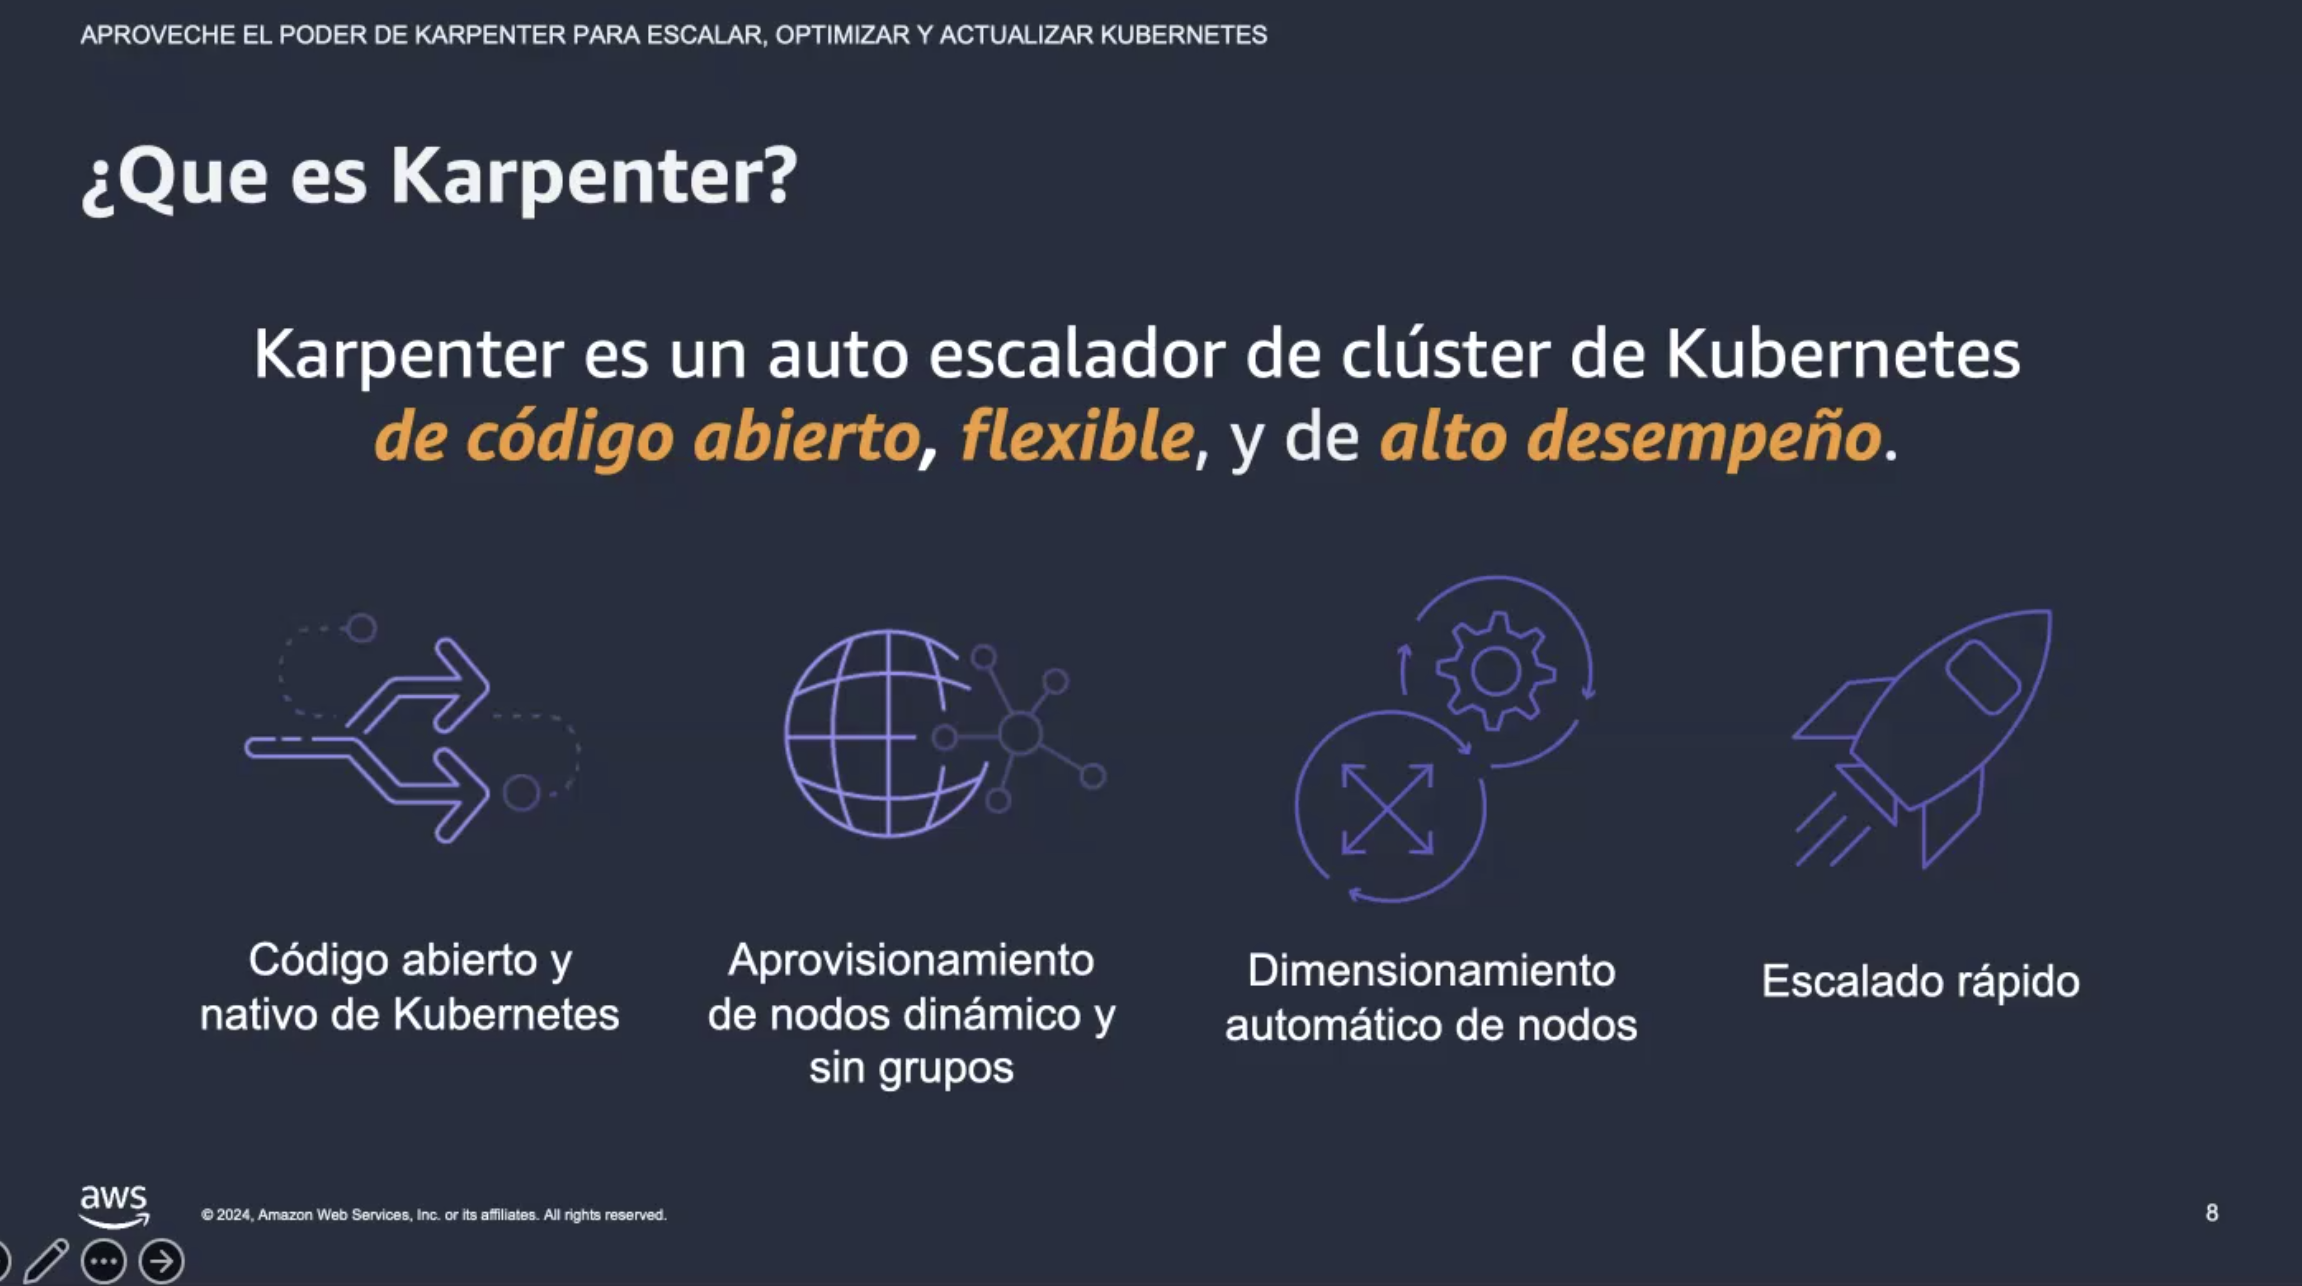 APROVECHE EL PODER DE KARPENTER PARA ESCALAR, OPTIMIZAR Y ACTUALIZAR KUBERNETES
¿Que es Karpenter?
Karpenter es un auto escalador de clúster de Kubernetes
de código abierto, flexible, y de alto desempeño.
Código abierto y
nativo de Kubernetes
Aprovisionamiento
de nodos dinámico y
sin grupos
Dimensionamiento
automático de nodos
Escalado rápido
aws
© 2024, Amazon Web Services, Inc. or its affiliates. All rights reserved.
8